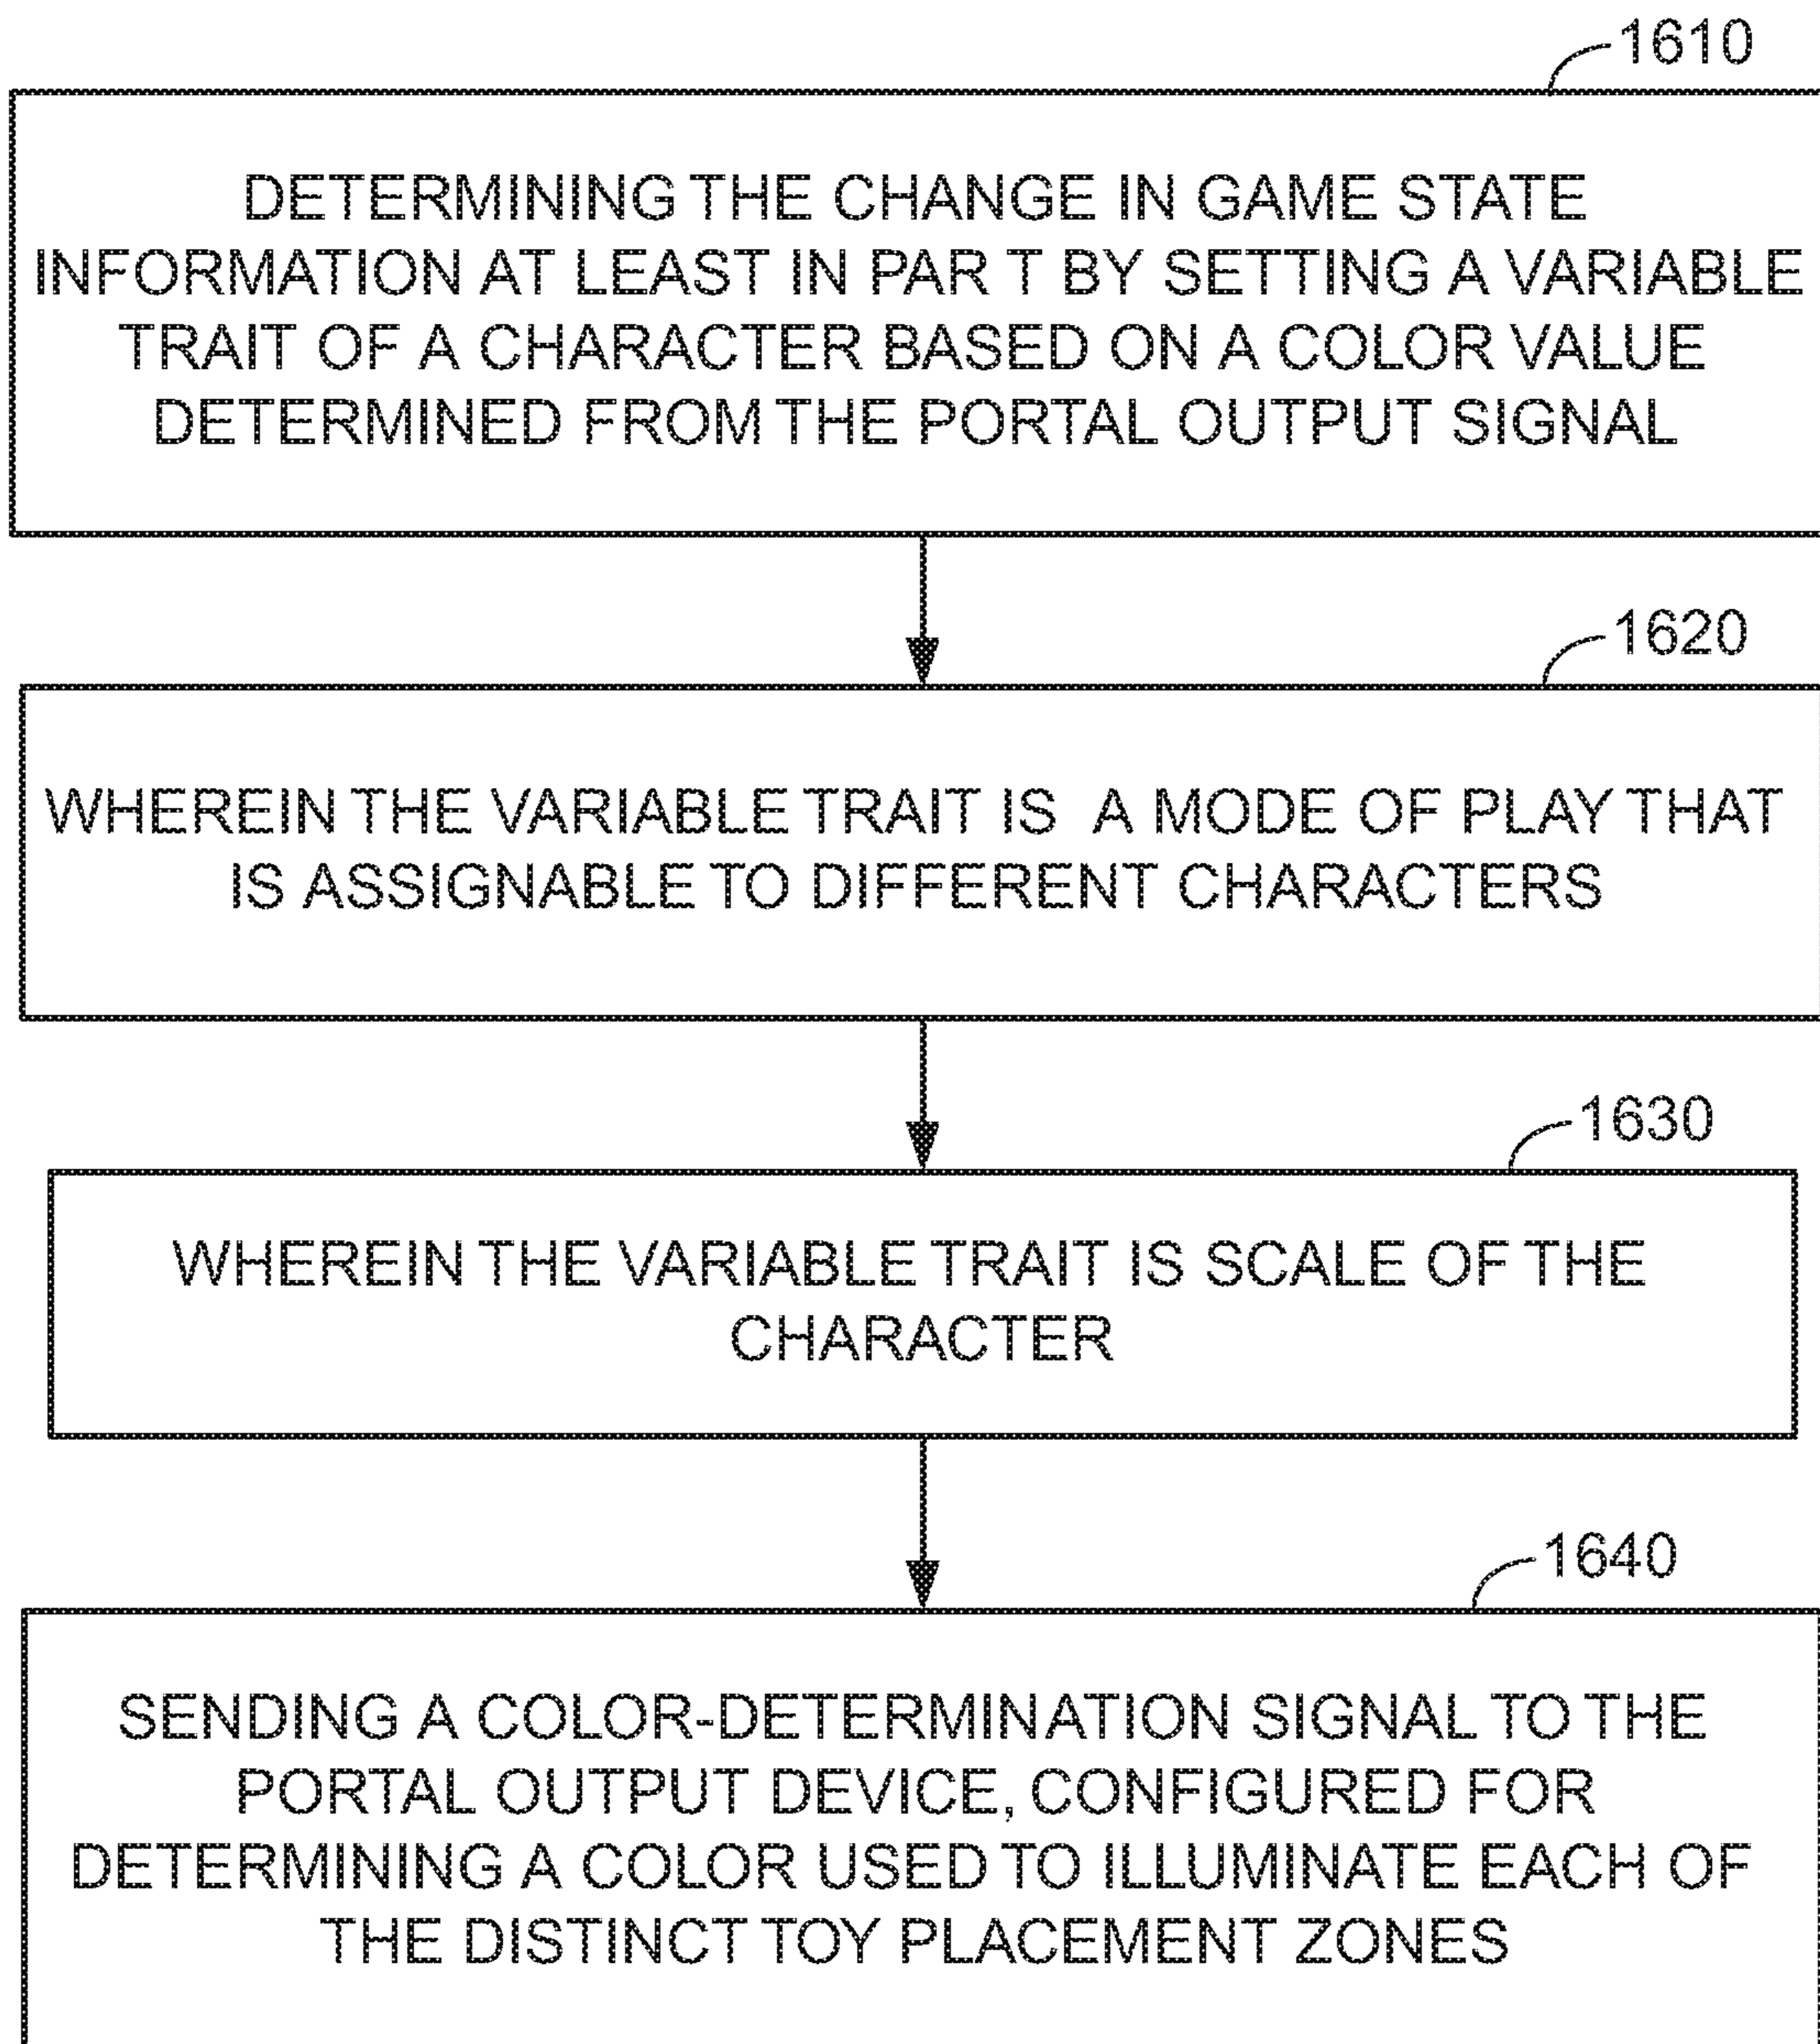 1610
DETERMINING THE CHANGE IN GAME STATE
INFORMATION AT LEAST IN PAR T BY SETTING A VARIABLE
TRAIT OF A CHARACTER BASED ON A COLOR VALUE
DETERMINED FROM THE PORTAL OUTPUT SIGNAL
1620
WHEREIN THE VARIABLE TRAIT IS A MODE OF PLAY THAT
IS ASSIGNABLE TO DIFFERENT CHARACTERS
1630
WHEREIN THE VARIABLE TRAIT IS SCALE OF THE
CHARACTER
1640
SENDING A COLOR-DETERMINATION SIGNAL TO THE
PORTAL OUTPUT DEVICE, CONFIGURED FOR
DETERMINING A COLOR USED TO ILLUMINATE EACH OF
THE DISTINCT TOY PLACEMENT ZONES